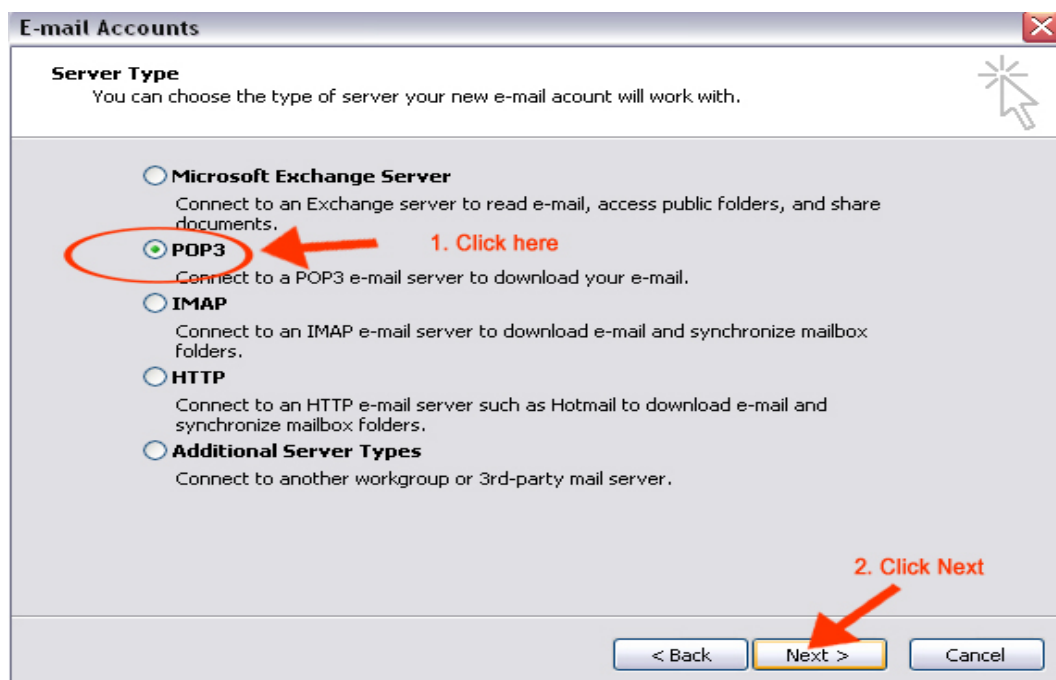 E-mail Accounts
Server Type
You can choose the type of server your new e-mail acount will work with.
Microsoft Exchange Server
Connect to an Exchange server to read e-mail, access public folders, and share
documents.
POP3
1. Click here
Connect to a POP3 e-mail server to download your e-mail.
IMAP
Connect to an IMAP e-mail server to download e-mail and synchronize mailbox
folders.
HTTP
Connect to an HTTP e-mail server such as Hotmail to download e-mail and
synchronize mailbox folders.
Additional Server Types
Connect to another workgroup or 3rd-party mail server.
2. Click Next
< Back
Next >
Cancel